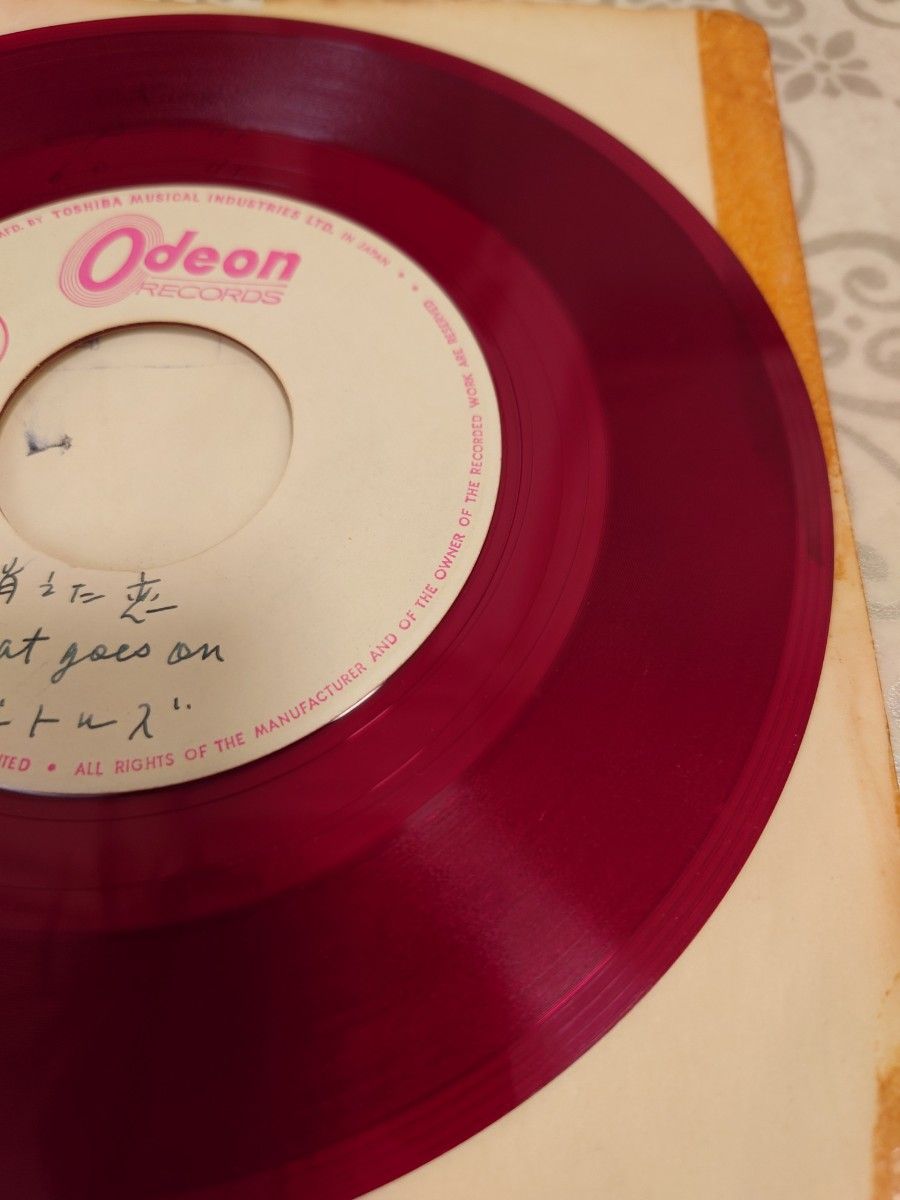 MFD. BY TOSHIBA MUSICAL INDUSTRIES LTD. IN JAPAN
Odeon
RECORDS
消えた恋
at goes on
ートルズ"
ALL RIGHTS OF THE MANUFACTURER AND OF THE OWNER OF THE RECORDED WORK ARE RESERVED